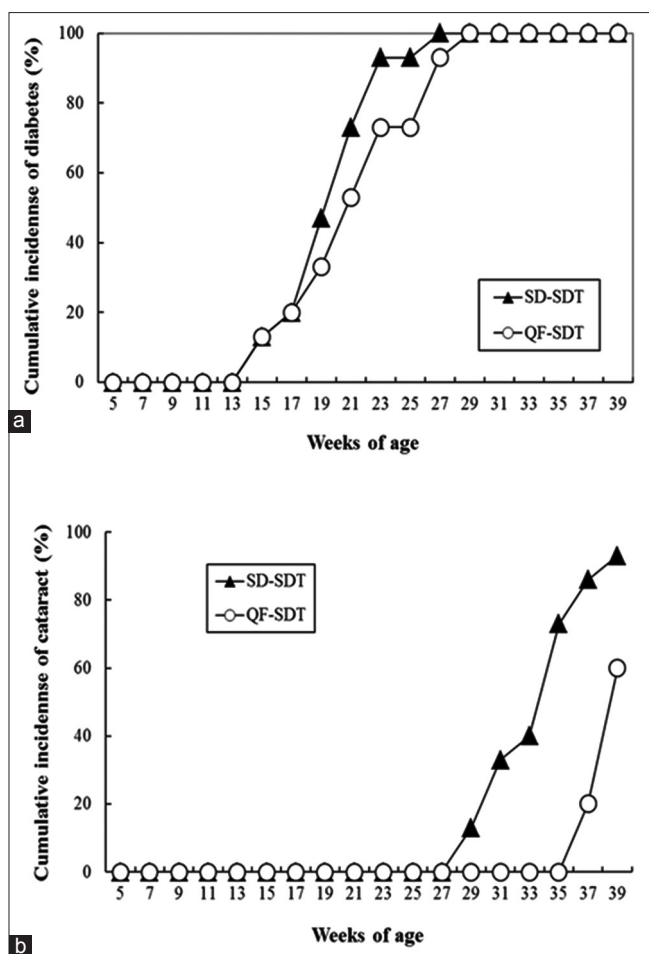 Cumulative incidennse of diabetes (%)
100
80
60
40
20
0
SD-SDT
QF-SDT
5 7 9 11 13 15 17 19 21 23 25 27 29 31 33 35 37 39
Weeks of age
a
Cumulative incidennse of cataract (%)
100
80
60
40
20
0
SD-SDT
QF-SDT
5 7 9 11 13 15 17 19 21 23 25 27 29 31 33 35 37 39
Weeks of age
b